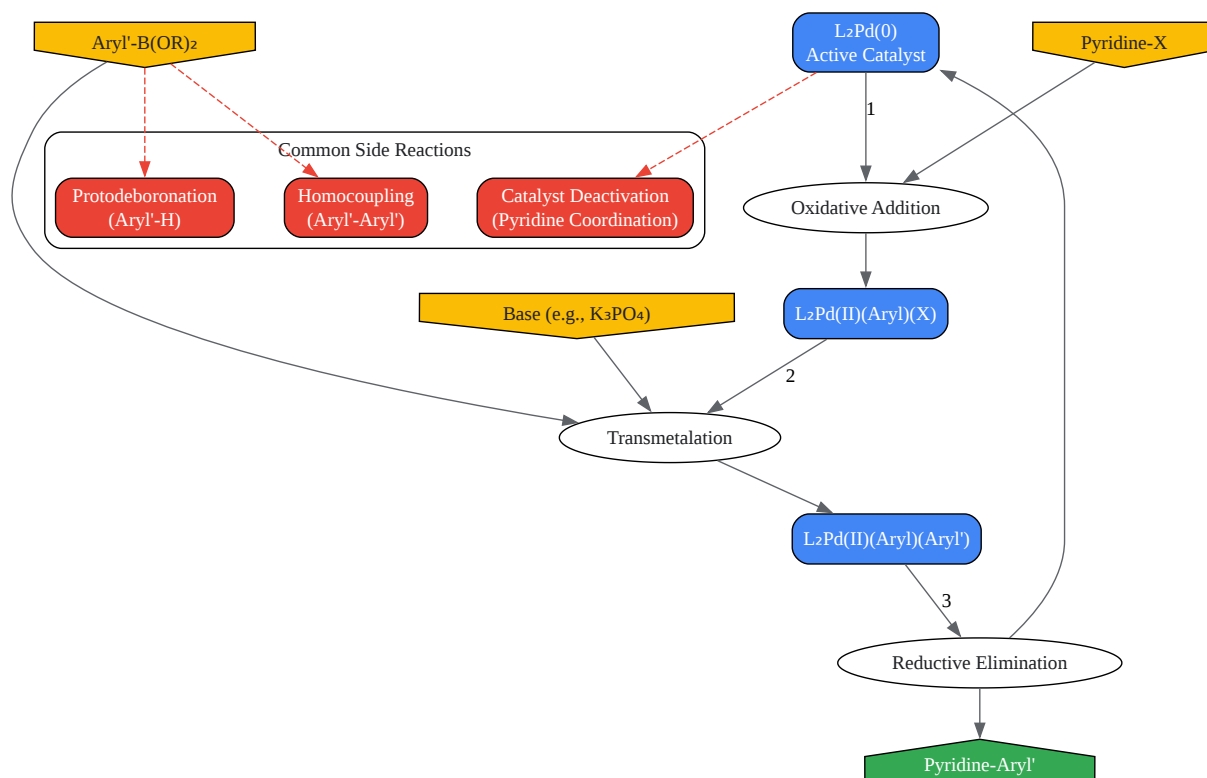 Aryl'-B(OR)₂
L₂Pd(0)
Active Catalyst
Pyridine-X
1
Common Side Reactions
Protodeboronation
(Aryl'-H)
Homocoupling
(Aryl'-Aryl')
Catalyst Deactivation
(Pyridine Coordination)
Oxidative Addition
Base (e.g., K₃PO₄)
L₂Pd(II)(Aryl)(X)
2
Transmetalation
L₂Pd(II)(Aryl)(Aryl')
3
Reductive Elimination
Pyridine-Aryl'